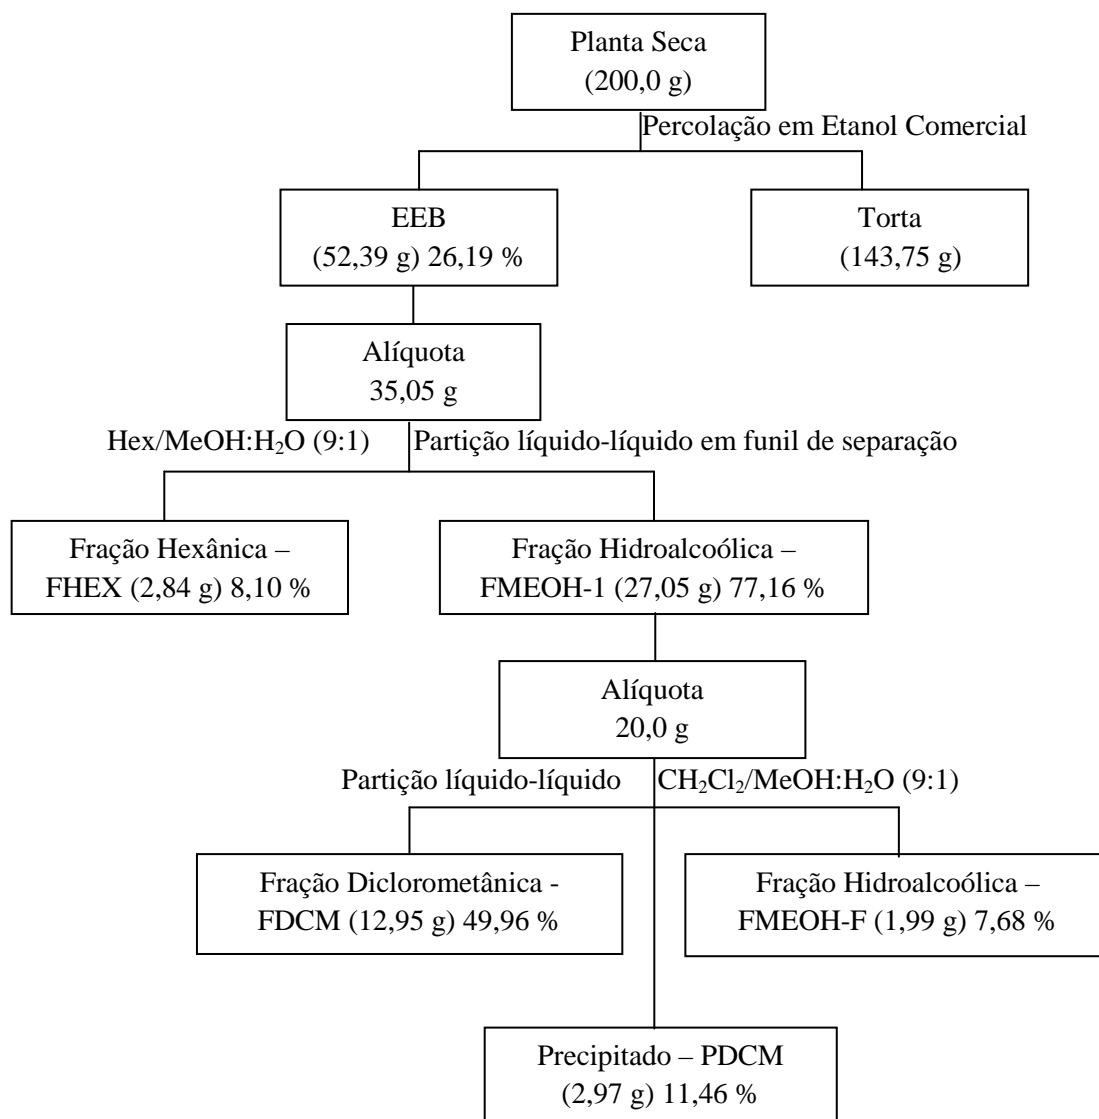 Planta Seca
(200,0 g)
Percolação em Etanol Comercial
EEB
(52,39 g) 26,19 %
Torta
(143,75 g)
Alíquota
35,05 g
Hex/MeOH:H₂O (9:1)
Partição líquido-líquido em funil de separação
Fração Hexânica –
FHEX (2,84 g) 8,10 %
Fração Hidroalcoólica –
FMEOH-1 (27,05 g) 77,16 %
Alíquota
20,0 g
Partição líquido-líquido
CH₂Cl₂/MeOH:H₂O (9:1)
Fração Diclorometânica -
FDCM (12,95 g) 49,96 %
Fração Hidroalcoólica –
FMEOH-F (1,99 g) 7,68 %
Precipitado – PDCM
(2,97 g) 11,46 %